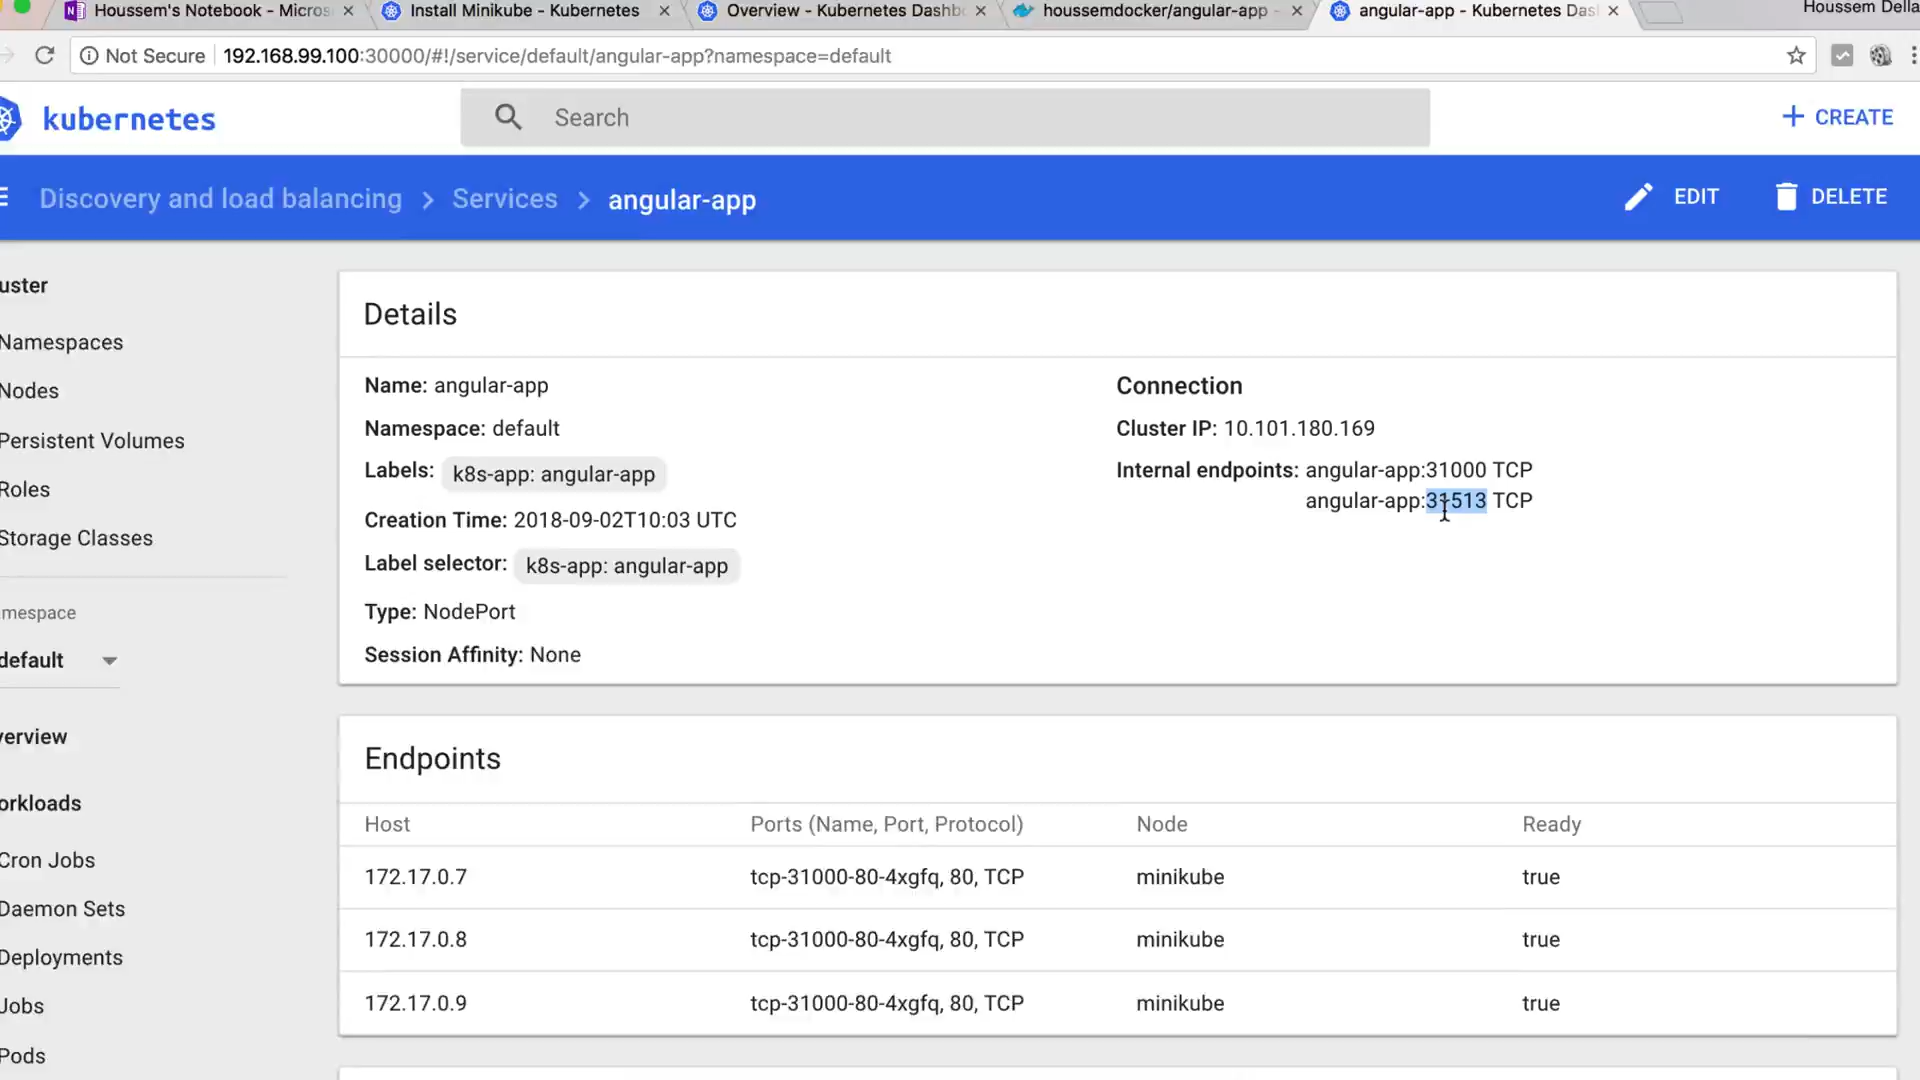 Houssem's Notebook - Micros
Install Minikube - Kubernetes
Overview - Kubernetes Dashbo
houssemdocker/angular-app -
angular-app - Kubernetes Das
Houssem Della
Not Secure 192.168.99.100:30000/#!/service/default/angular-app?namespace=default
kubernetes
Search
CREATE
Discovery and load balancing
Services
angular-app
EDIT
DELETE
uster
Namespaces
Nodes
Persistent Volumes
Roles
Storage Classes
mespace
default
verview
orkloads
Cron Jobs
Daemon Sets
Deployments
Jobs
Pods
Details
Name: angular-app
Namespace: default
Labels: k8s-app: angular-app
Creation Time: 2018-09-02T10:03 UTC
Label selector: k8s-app: angular-app
Type: NodePort
Session Affinity: None
Connection
Cluster IP: 10.101.180.169
Internal endpoints: angular-app:31000 TCP
angular-app:31513 TCP
Endpoints
Host Ports (Name, Port, Protocol) Node Ready
172.17.0.7 tcp-31000-80-4xgfq, 80, TCP minikube true
172.17.0.8 tcp-31000-80-4xgfq, 80, TCP minikube true
172.17.0.9 tcp-31000-80-4xgfq, 80, TCP minikube true